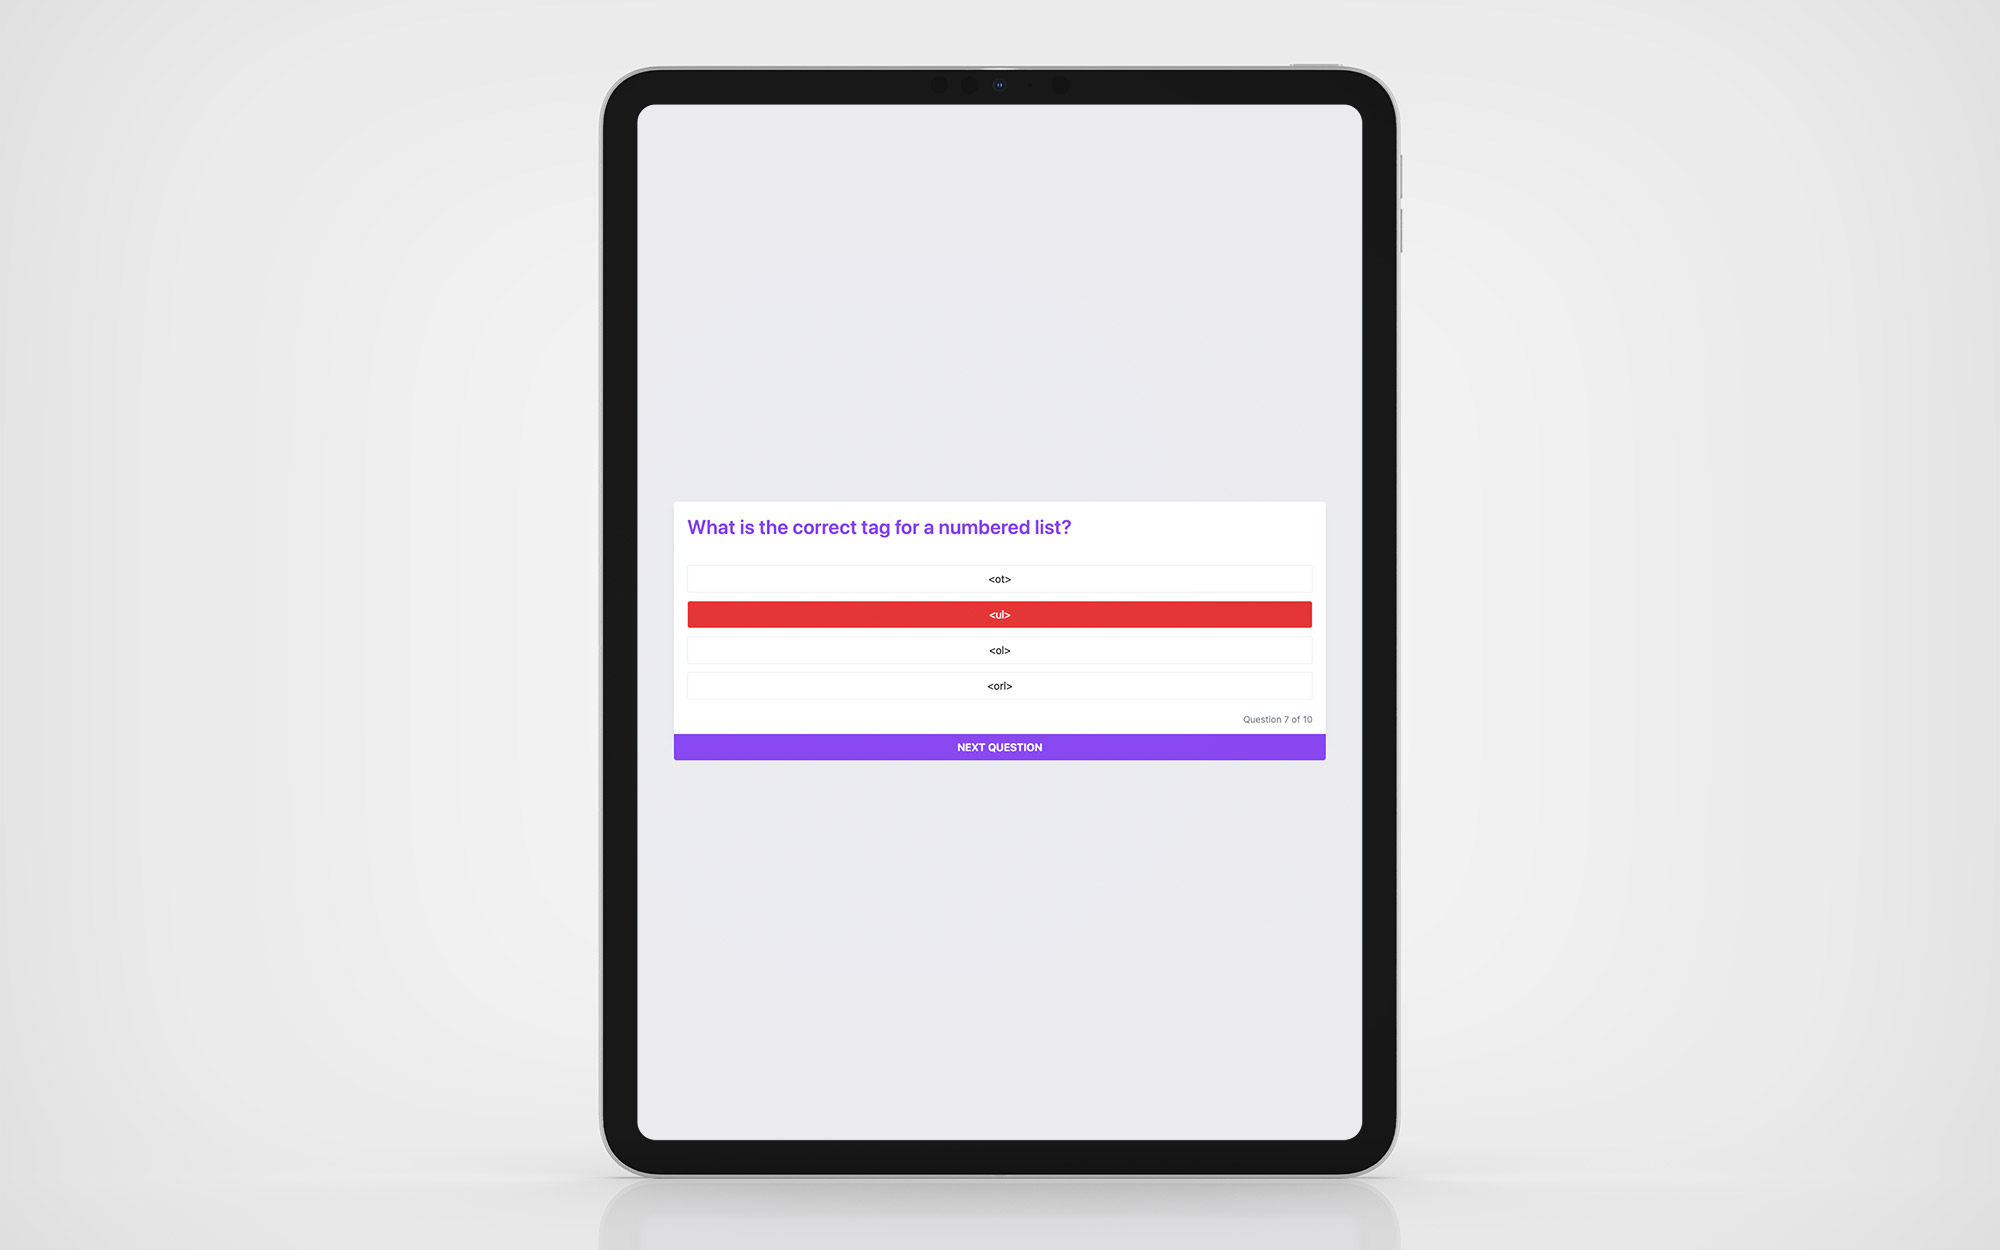 What is the correct tag for a numbered list?
<ot>
<ul>
<ol>
<orl>
Question 7 of 10
NEXT QUESTION